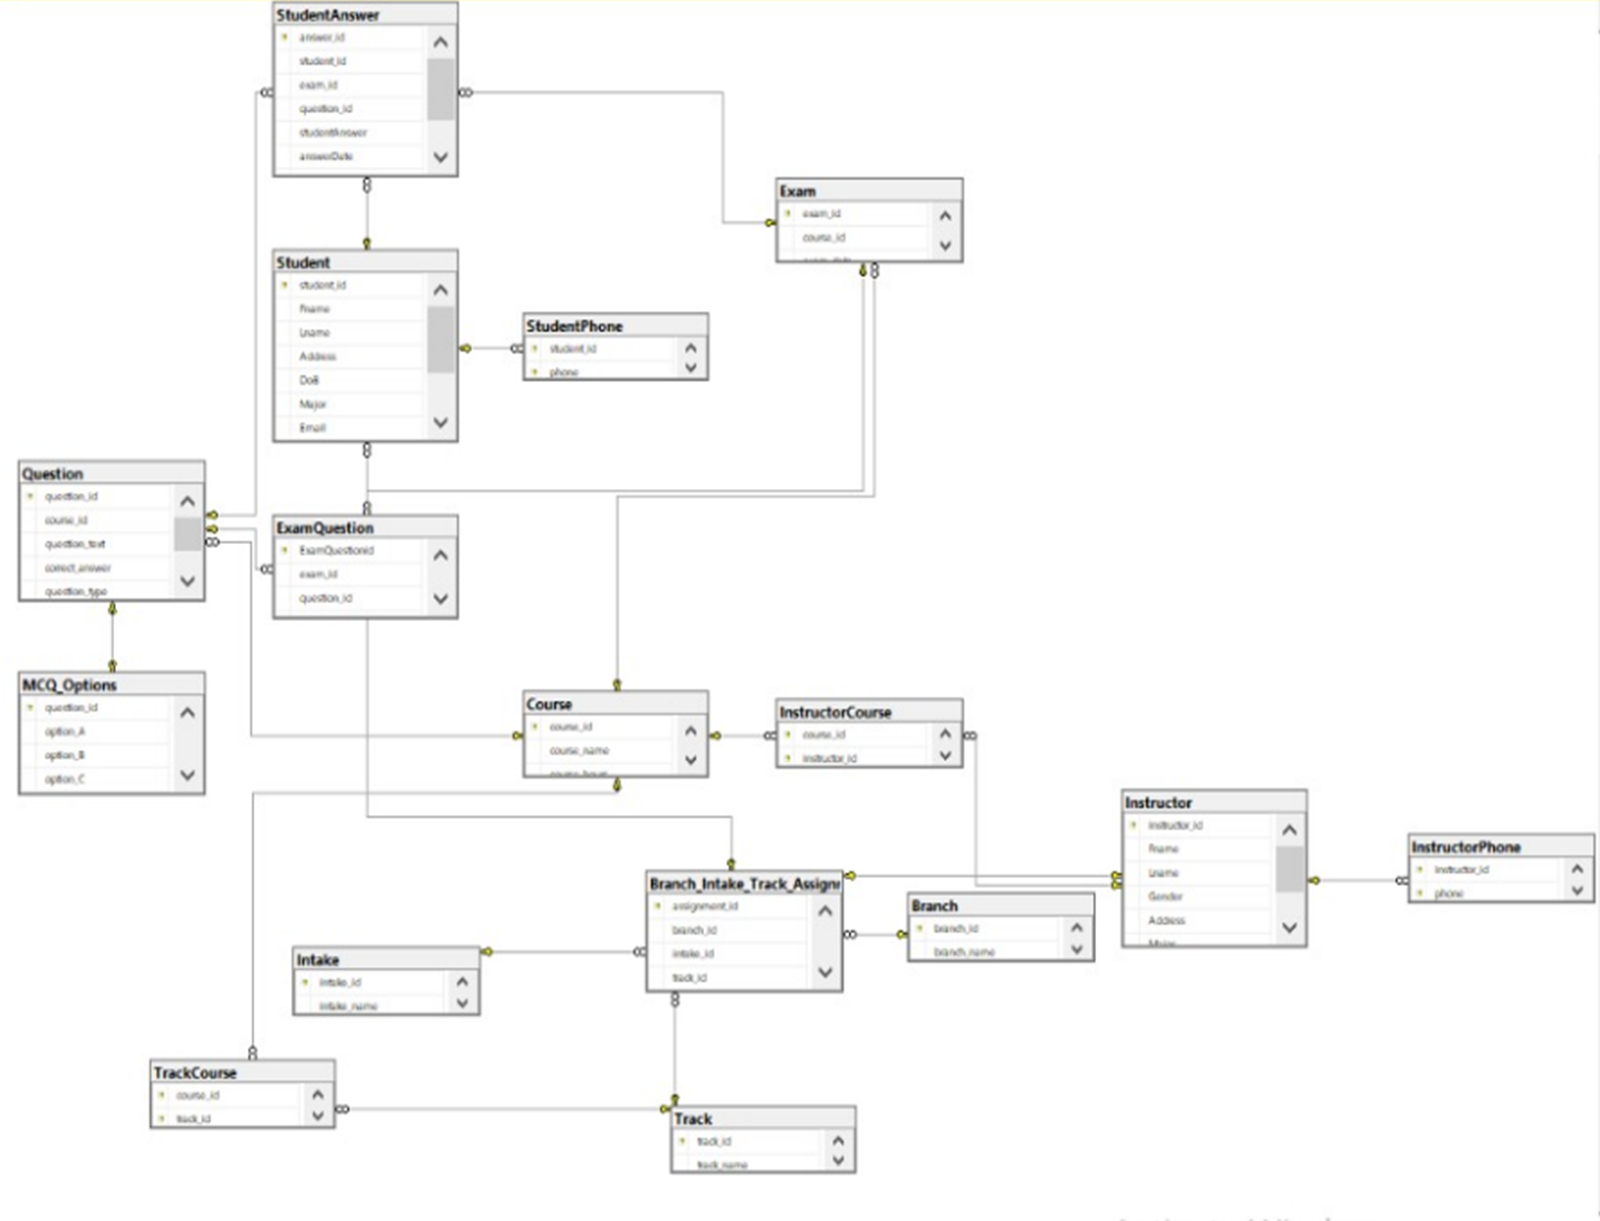 StudentAnswer
answer_id
student_id
exam_id
question_id
studentAnswer
answerDate
Exam
exam_id
course_id
Student
student_id
Fname
Lname
Address
DoB
Major
Email
StudentPhone
student_id
phone
Question
question_id
course_id
question_text
correct_answer
question_type
ExamQuestion
ExamQuestionId
exam_id
question_id
MCQ_Options
question_id
option_A
option_B
option_C
Course
course_id
course_name
InstructorCourse
course_id
instructor_id
Instructor
instructor_id
Fname
Lname
Gender
Address
InstructorPhone
instructor_id
phone
Branch_Intake_Track_Assign
assignment_id
branch_id
intake_id
track_id
Branch
branch_id
branch_name
Intake
intake_id
intake_name
TrackCourse
course_id
track_id
Track
track_id
track_name